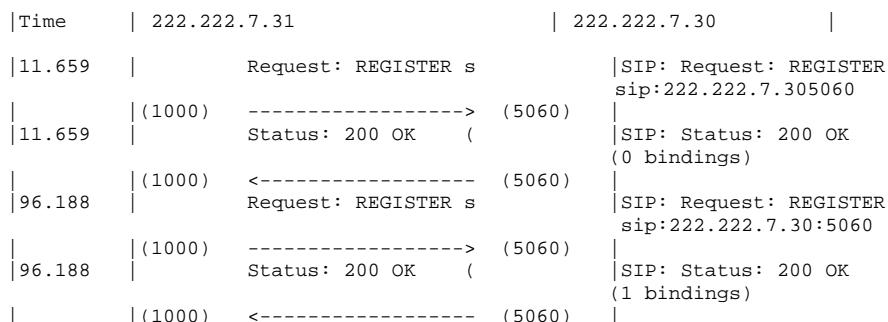 |Time | 222.222.7.31 | 222.222.7.30 |
|11.659 | Request: REGISTER s |SIP: Request: REGISTER
sip:222.222.7.305060
| |(1000) ------------------> (5060) |
|11.659 | Status: 200 OK ( |SIP: Status: 200 OK
(0 bindings)
| |(1000) <------------------ (5060) |
|96.188 | Request: REGISTER s |SIP: Request: REGISTER
sip:222.222.7.30:5060
| |(1000) ------------------> (5060) |
|96.188 | Status: 200 OK ( |SIP: Status: 200 OK
(1 bindings)
| |(1000) <------------------ (5060) |